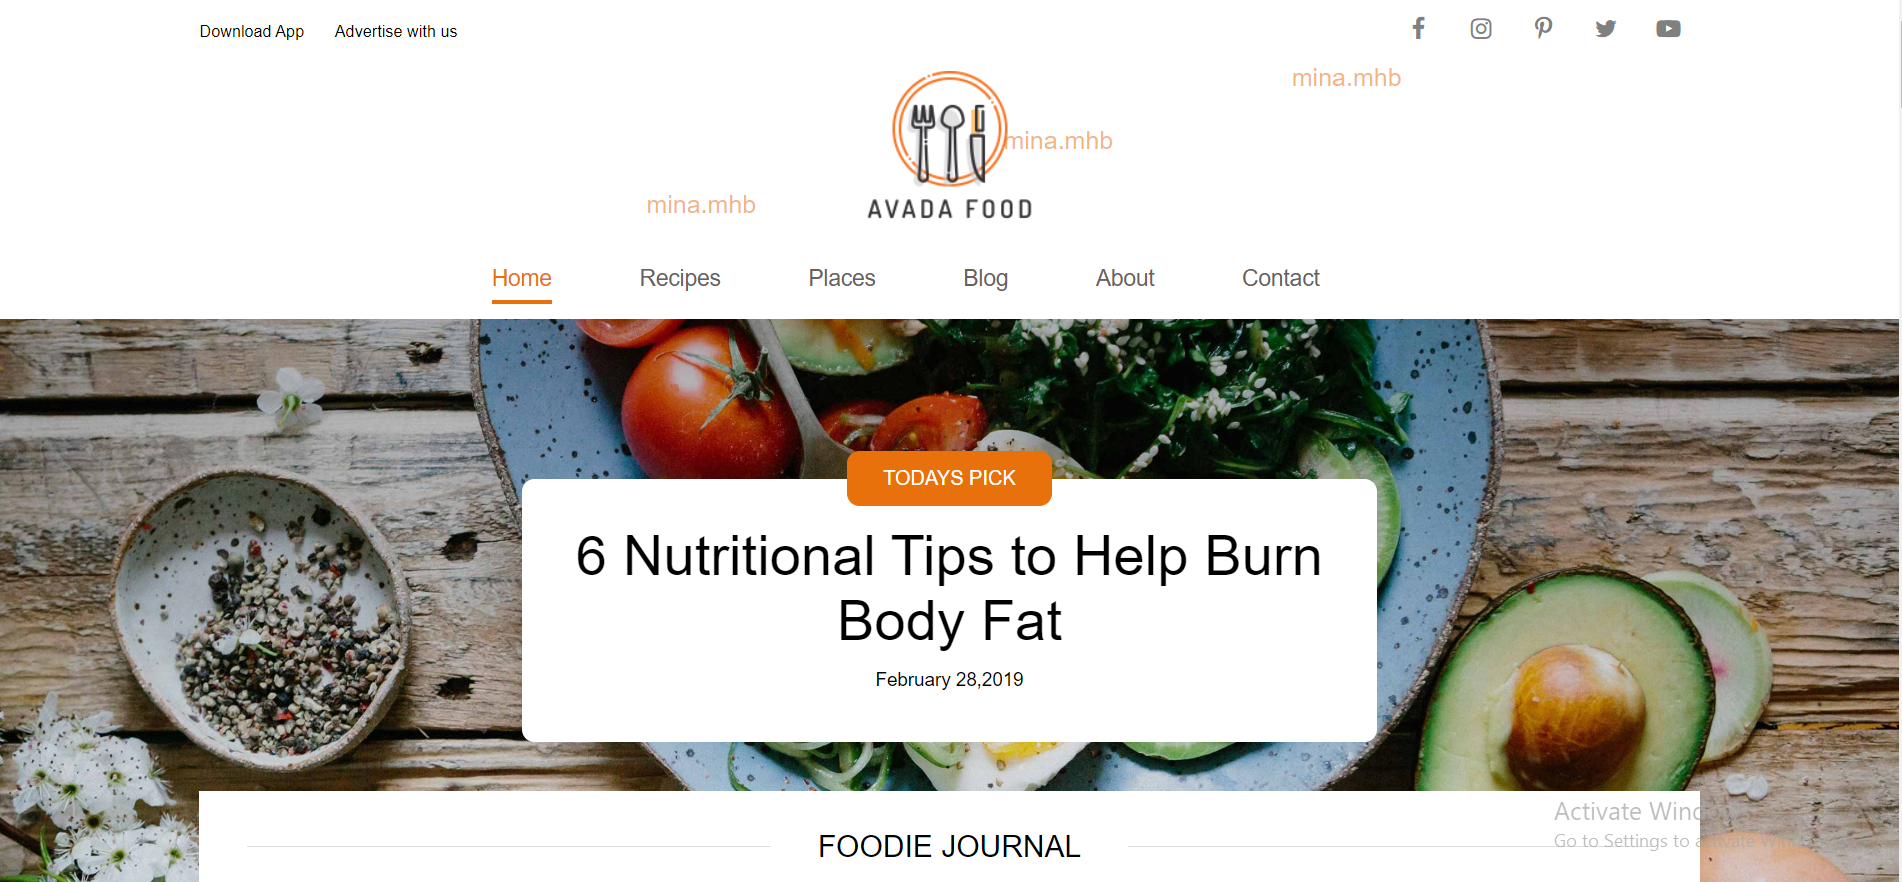 Download App
Advertise with us
mina.mhb
mina.mhb
mina.mhb
AVADA FOOD
Home
Recipes
Places
Blog
About
Contact
TODAYS PICK
6 Nutritional Tips to Help Burn
Body Fat
February 28,2019
Activate Wind
Go to Settings to activate Wind
FOODIE JOURNAL